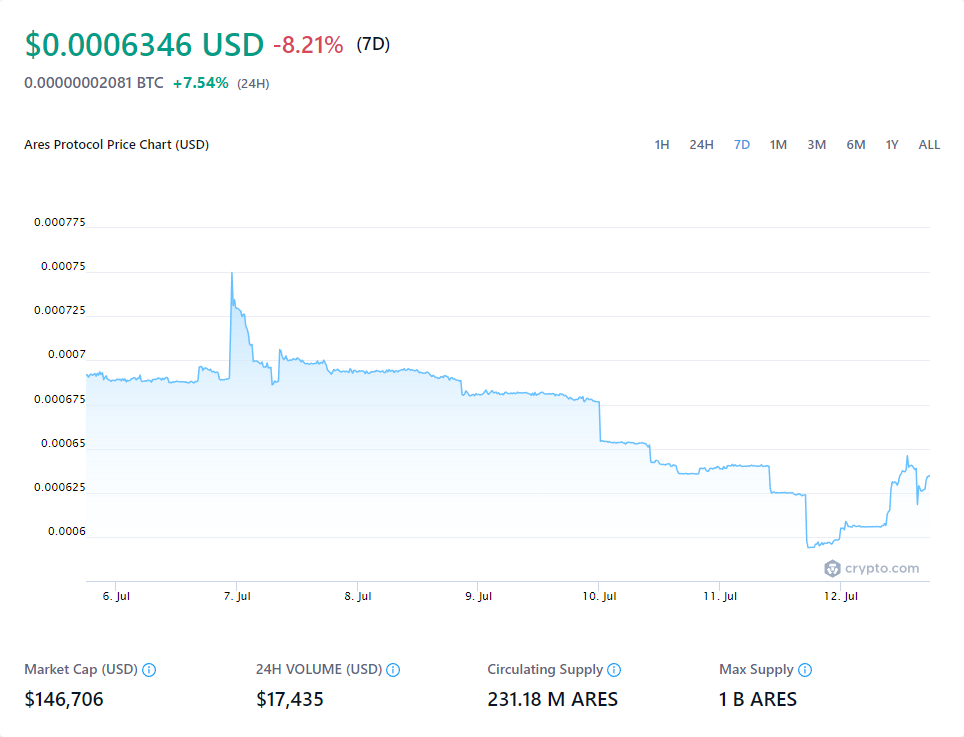 $0.0006346 USD -8.21% (7D)
0.00000002081 BTC +7.54% (24H)
Ares Protocol Price Chart (USD) 1H 24H 7D 1M 3M 6M 1Y ALL
0.000775
0.00075
0.000725
0.0007
0.000675
0.00065
0.000625
0.0006
crypto.com
6. Jul 7. Jul 8. Jul 9. Jul 10. Jul 11. Jul 12. Jul
Market Cap (USD) 24H VOLUME (USD) Circulating Supply Max Supply
$146,706 $17,435 231.18 M ARES 1 B ARES